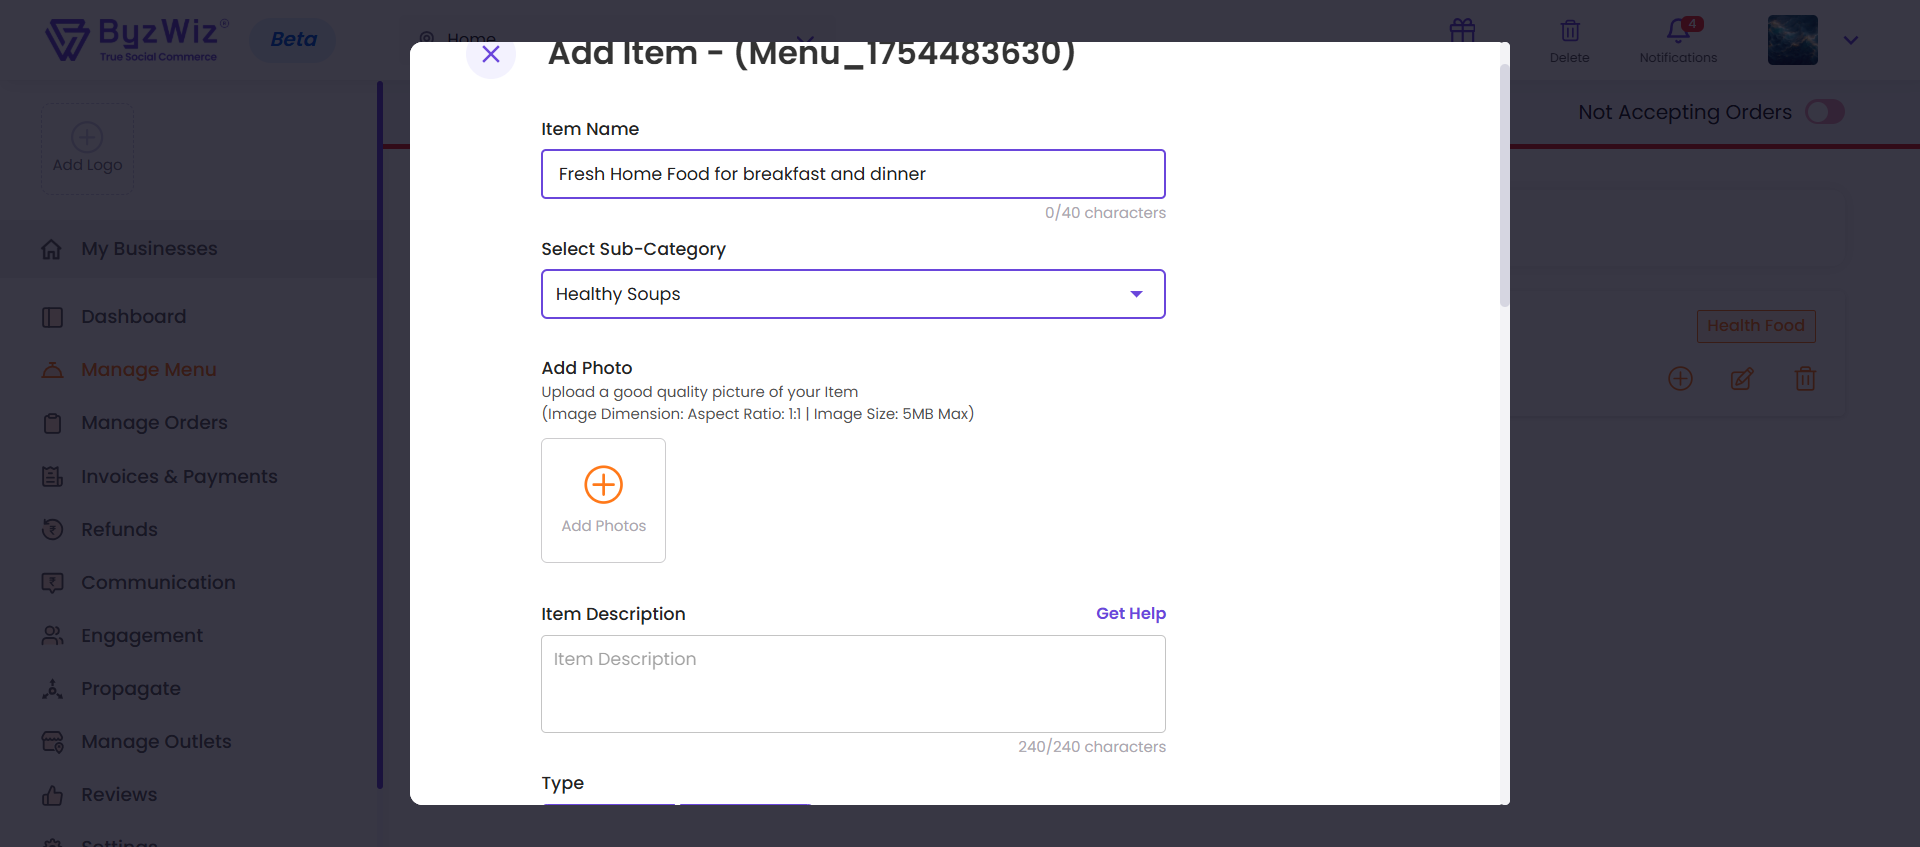 ByzWiz®
True Social Commerce
Beta
Home
Delete
4
Notifications
Not Accepting Orders
Add Logo
My Businesses
Dashboard
Manage Menu
Manage Orders
Invoices & Payments
Refunds
Communication
Engagement
Propagate
Manage Outlets
Reviews
Settings
Add Item - (Menu_1754483630)
Item Name
Fresh Home Food for breakfast and dinner
0/40 characters
Select Sub-Category
Healthy Soups
Add Photo
Upload a good quality picture of your Item
(Image Dimension: Aspect Ratio: 1:1 | Image Size: 5MB Max)
Add Photos
Item Description
Get Help
Item Description
240/240 characters
Type
Health Food